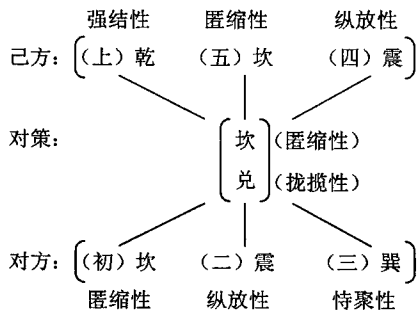 强结性 匿缩性 纵放性
己方：（上）乾 （五）坎 （四）震
对策： 坎 （匿缩性）
兑 （拢揽性）
对方：（初）坎 （二）震 （三）巽
匿缩性 纵放性 恃聚性